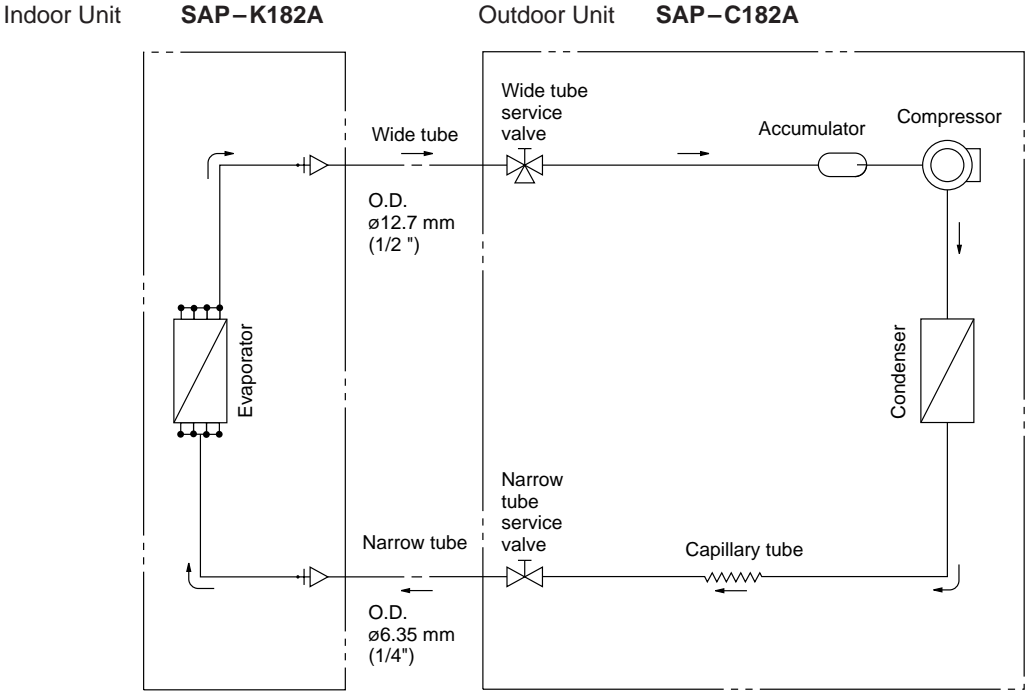 Indoor Unit SAP–K182A Outdoor Unit SAP–C182A
Wide tube
service
valve
Compressor
Accumulator
Wide tube
O.D.
ø12.7 mm
(1/2 ")
Evaporator
Condenser
Narrow
tube
service
valve
Narrow tube
Capillary tube
O.D.
ø6.35 mm
(1/4")